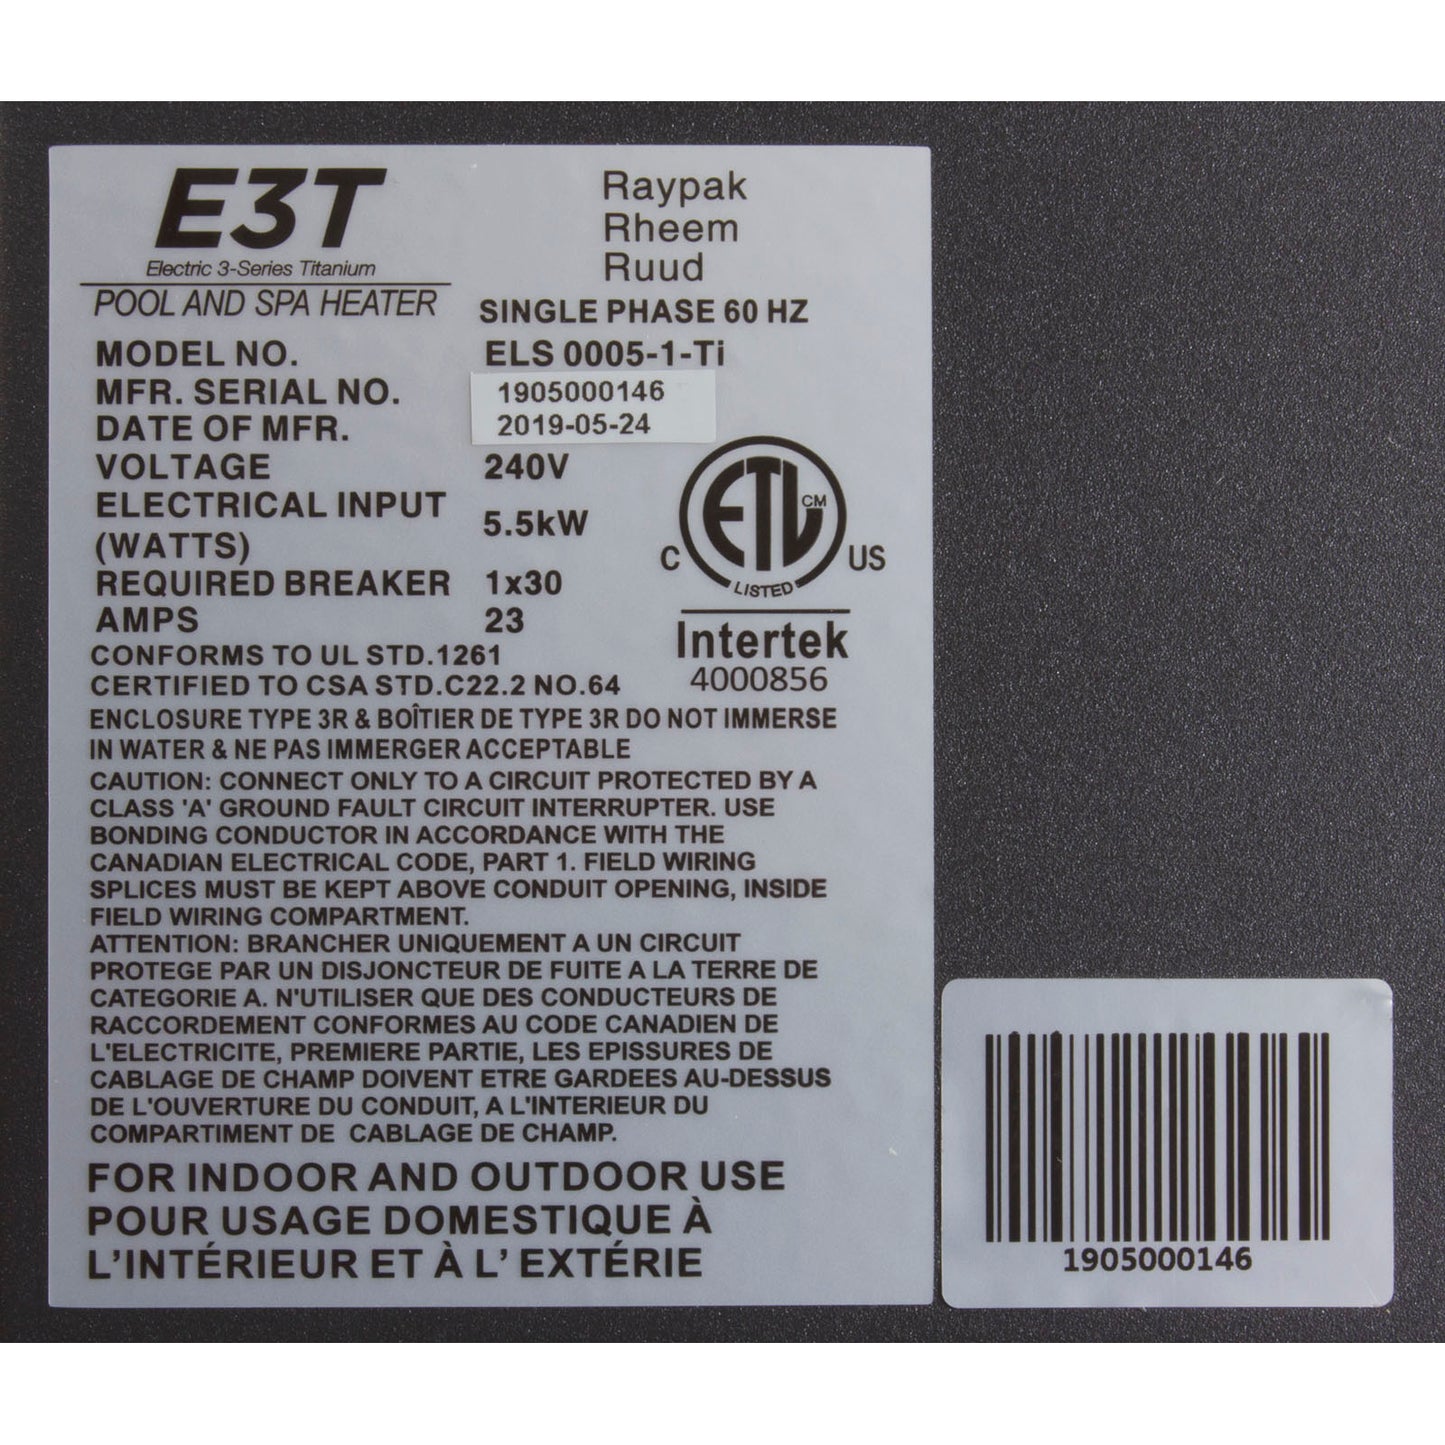 E3T
Electric 3-Series Titanium
POOL AND SPA HEATER
Raypak
Rheem
Ruud
SINGLE PHASE 60 HZ
MODEL NO. ELS 0005-1-Ti
MFR. SERIAL NO. 1905000146
DATE OF MFR. 2019-05-24
VOLTAGE 240V
ELECTRICAL INPUT
(WATTS) 5.5kW
REQUIRED BREAKER 1x30
AMPS 23
CONFORMS TO UL STD.1261
CERTIFIED TO CSA STD.C22.2 NO.64
ETL CM
C US
LISTED
Intertek
4000856
ENCLOSURE TYPE 3R & BOÎTIER DE TYPE 3R DO NOT IMMERSE
IN WATER & NE PAS IMMERGER ACCEPTABLE
CAUTION: CONNECT ONLY TO A CIRCUIT PROTECTED BY A
CLASS 'A' GROUND FAULT CIRCUIT INTERRUPTER. USE
BONDING CONDUCTOR IN ACCORDANCE WITH THE
CANADIAN ELECTRICAL CODE, PART 1. FIELD WIRING
SPLICES MUST BE KEPT ABOVE CONDUIT OPENING, INSIDE
FIELD WIRING COMPARTMENT.
ATTENTION: BRANCHER UNIQUEMENT A UN CIRCUIT
PROTEGE PAR UN DISJONCTEUR DE FUITE A LA TERRE DE
CATEGORIE A. N'UTILISER QUE DES CONDUCTEURS DE
RACCORDEMENT CONFORMES AU CODE CANADIEN DE
L'ELECTRICITE, PREMIERE PARTIE, LES EPISSURES DE
CABLAGE DE CHAMP DOIVENT ETRE GARDEES AU-DESSUS
DE L'OUVERTURE DU CONDUIT, A L'INTERIEUR DU
COMPARTIMENT DE CABLAGE DE CHAMP.
FOR INDOOR AND OUTDOOR USE
POUR USAGE DOMESTIQUE À
L'INTÉRIEUR ET À L' EXTÉRIE
1905000146